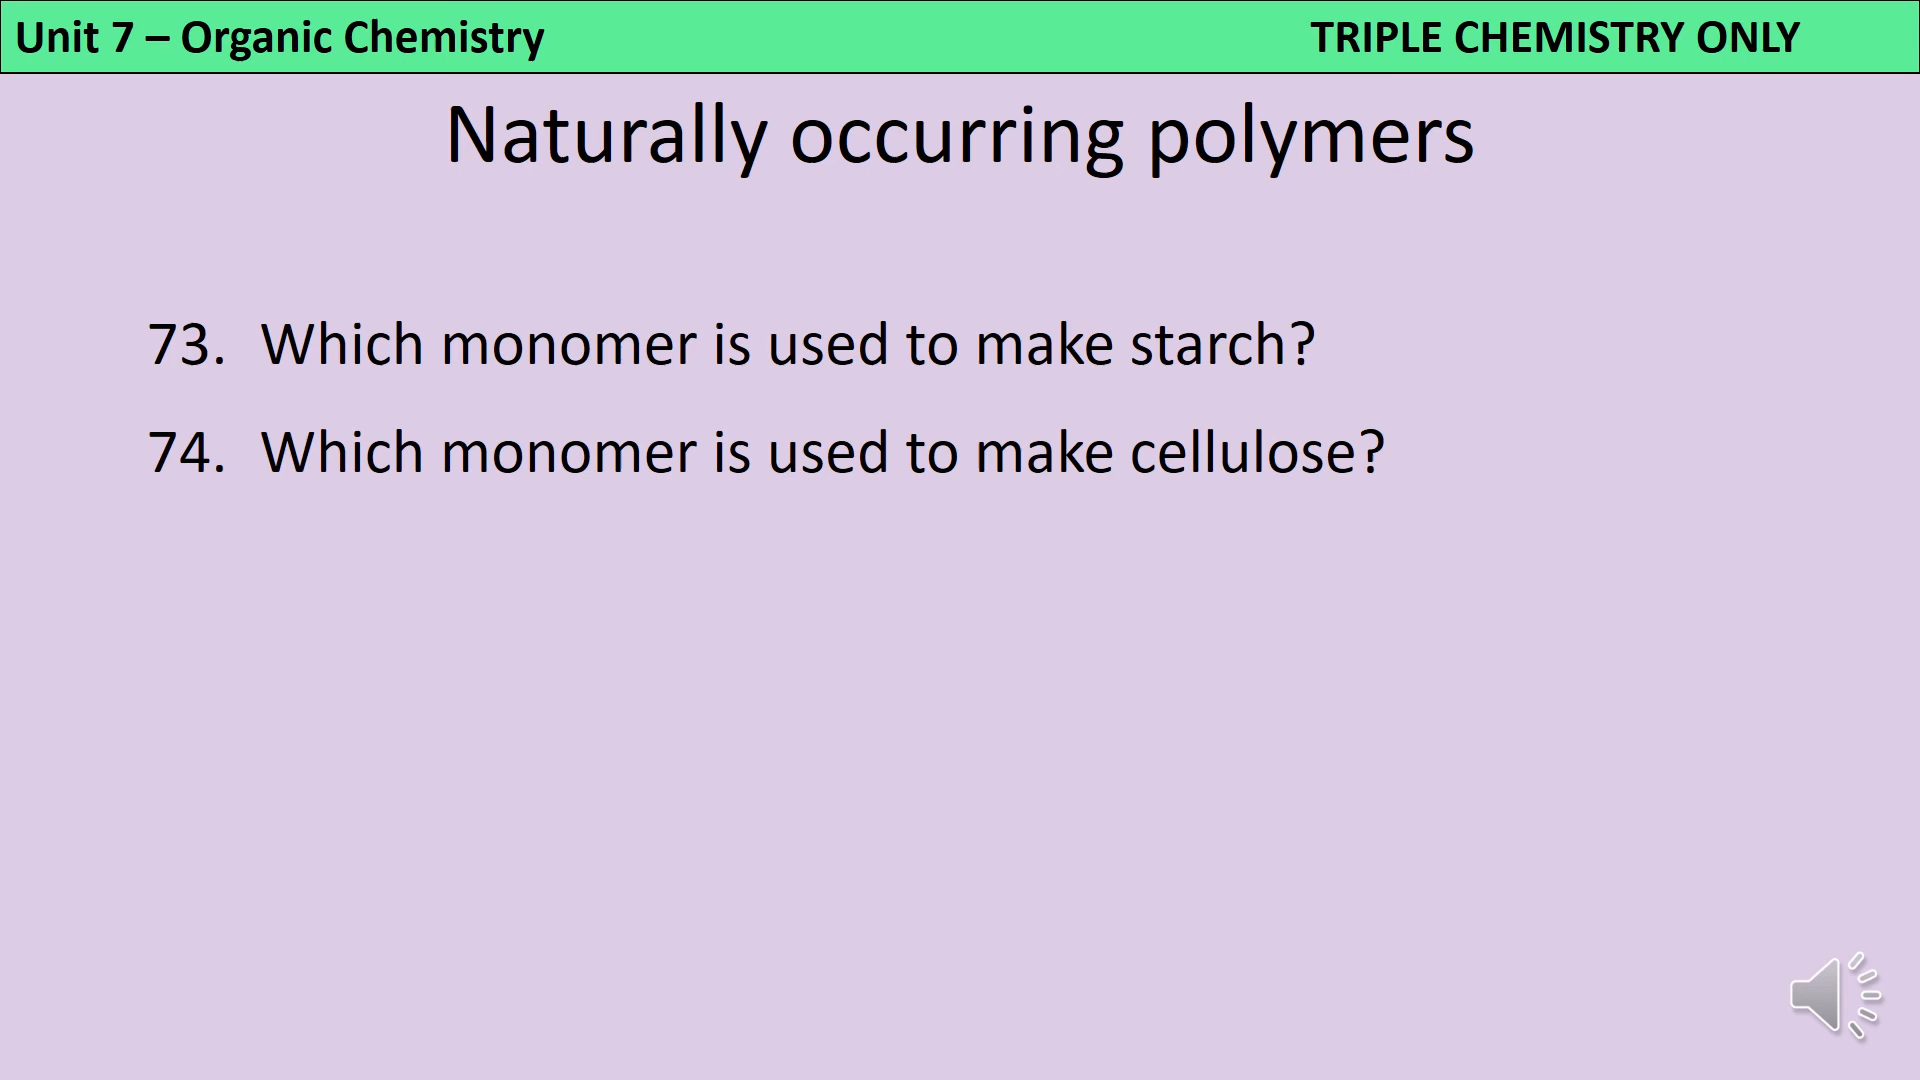 Unit 7 – Organic Chemistry TRIPLE CHEMISTRY ONLY
Naturally occurring polymers
73. Which monomer is used to make starch?
74. Which monomer is used to make cellulose?